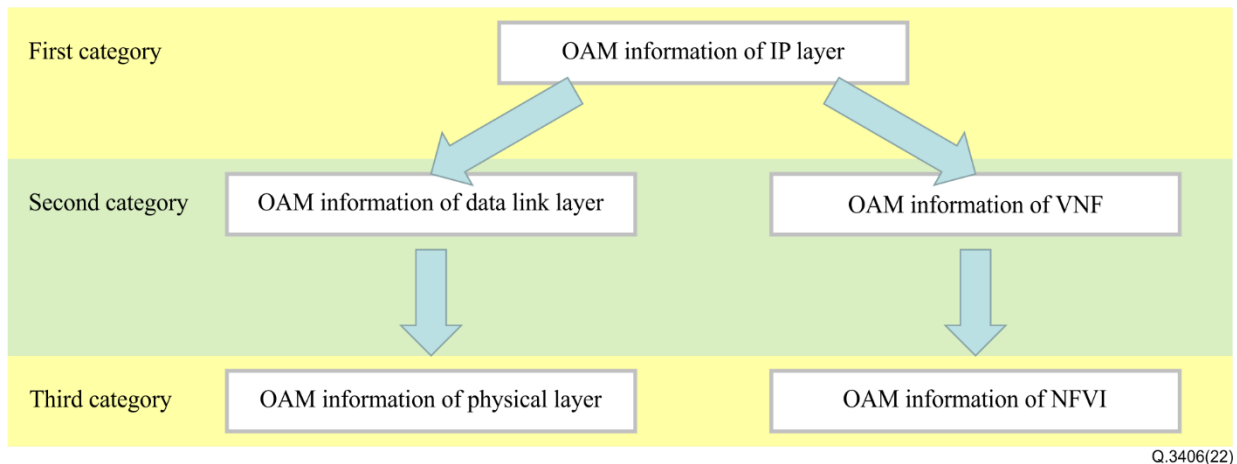 First category
OAM information of IP layer
Second category
OAM information of data link layer
OAM information of VNF
Third category
OAM information of physical layer
OAM information of NFVI
Q.3406(22)